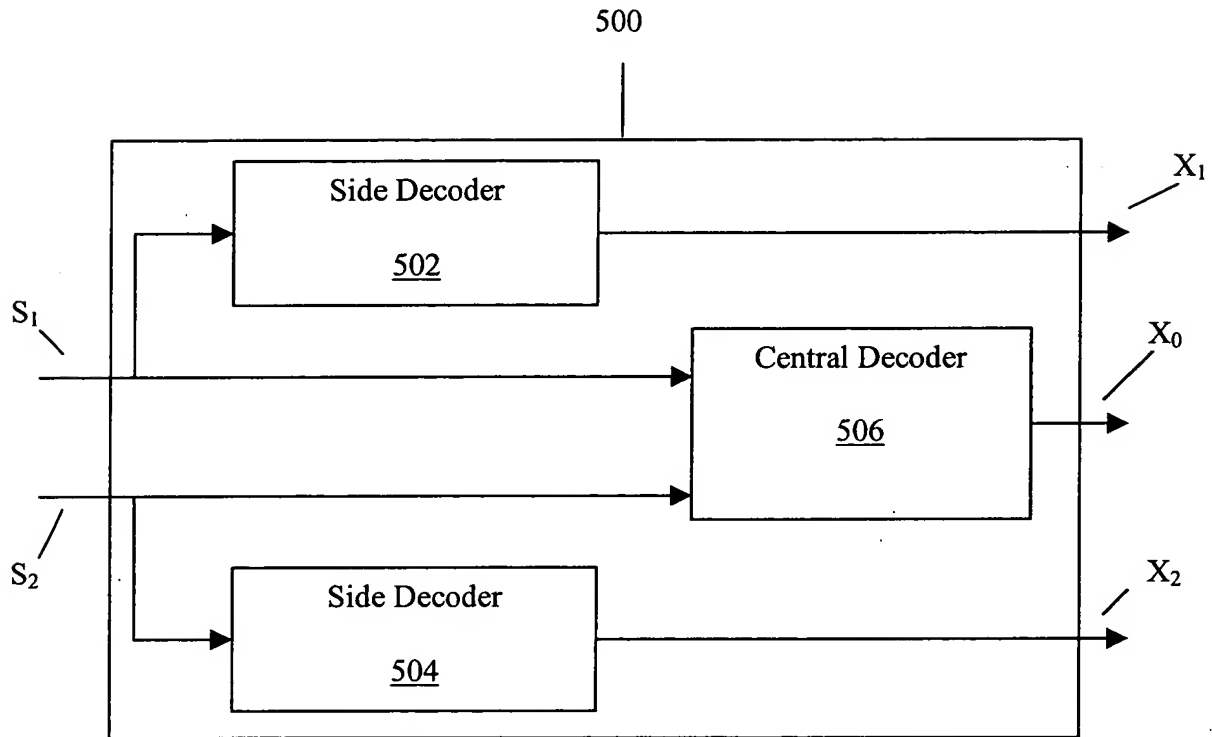 500
Side Decoder
502
X₁
S₁
Central Decoder
506
X₀
S₂
Side Decoder
504
X₂